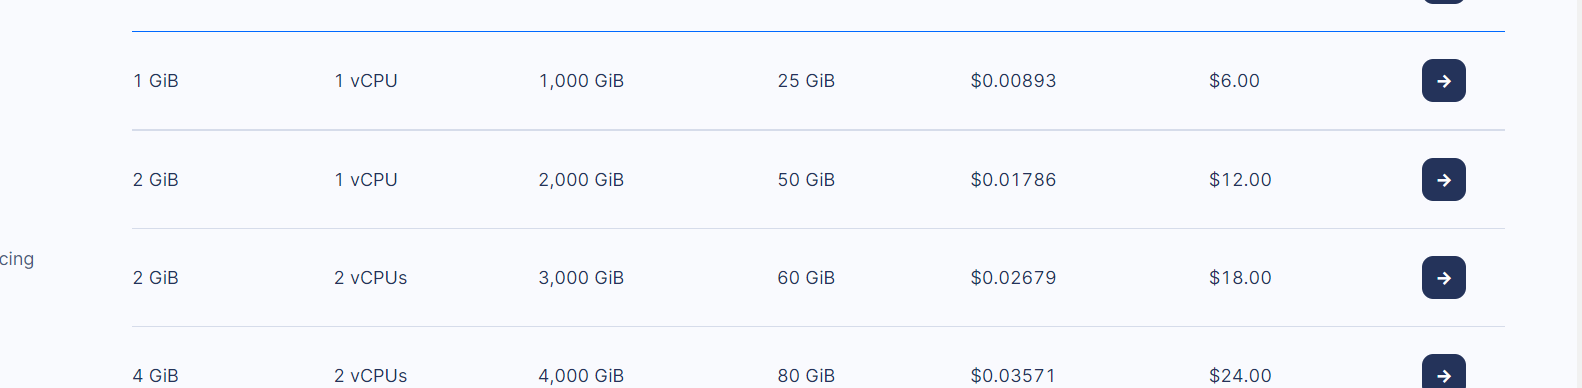 1 GiB 1 vCPU 1,000 GiB 25 GiB $0.00893 $6.00
2 GiB 1 vCPU 2,000 GiB 50 GiB $0.01786 $12.00
cing
2 GiB 2 vCPUs 3,000 GiB 60 GiB $0.02679 $18.00
4 GiB 2 vCPUs 4,000 GiB 80 GiB $0.03571 $24.00